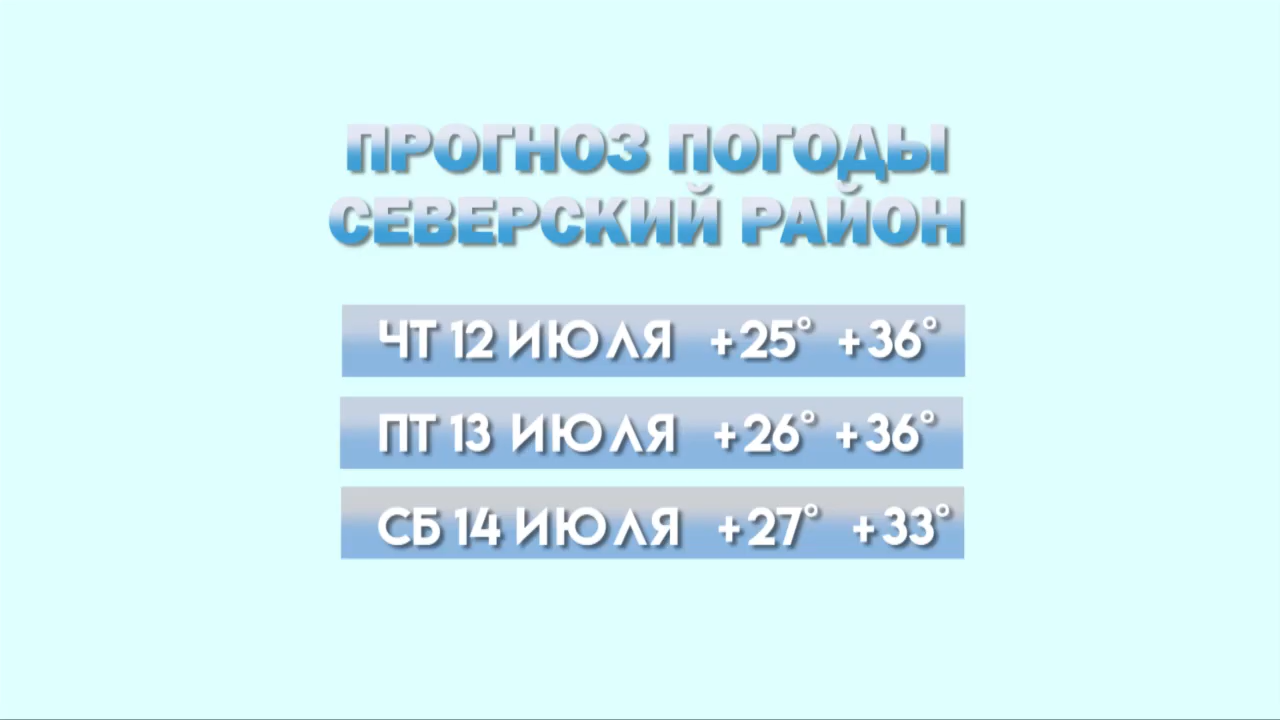 ПРОГНОЗ ПОГОДЫ
СЕВЕРСКИЙ РАЙОН
ЧТ 12 ИЮЛЯ +25° +36°
ПТ 13 ИЮЛЯ +26° +36°
СБ 14 ИЮЛЯ +27° +33°